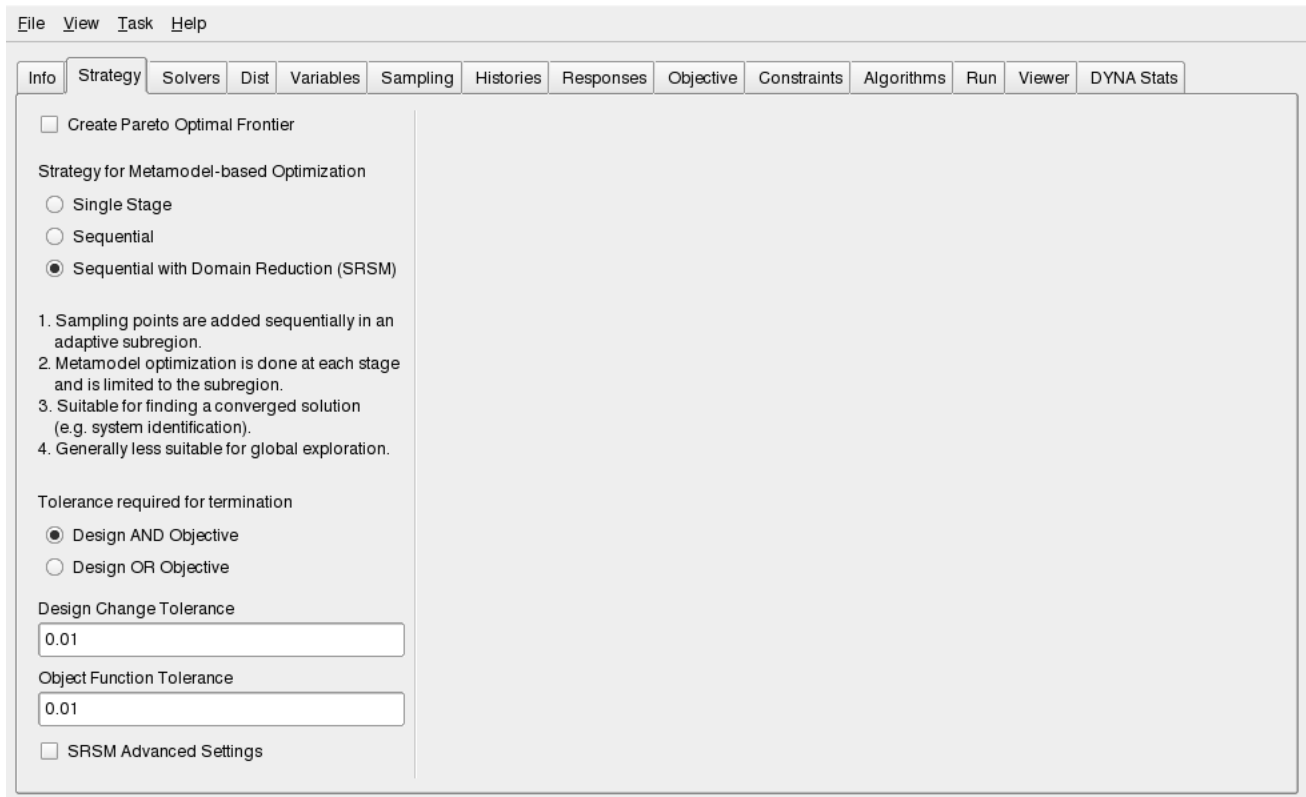 File View Task Help
Info Strategy Solvers Dist Variables Sampling Histories Responses Objective Constraints Algorithms Run Viewer DYNA Stats
Create Pareto Optimal Frontier
Strategy for Metamodel-based Optimization
Single Stage
Sequential
Sequential with Domain Reduction (SRSM)
1. Sampling points are added sequentially in an
adaptive subregion.
2. Metamodel optimization is done at each stage
and is limited to the subregion.
3. Suitable for finding a converged solution
(e.g. system identification).
4. Generally less suitable for global exploration.
Tolerance required for termination
Design AND Objective
Design OR Objective
Design Change Tolerance
0.01
Object Function Tolerance
0.01
SRSM Advanced Settings